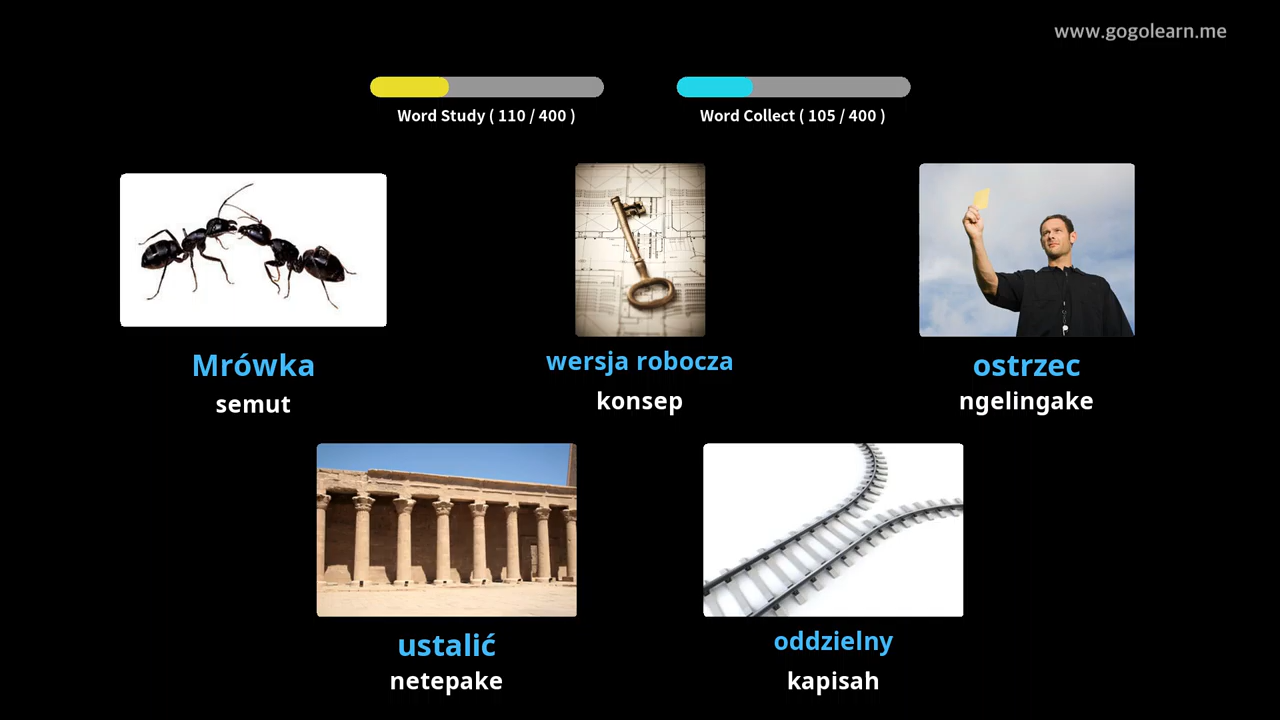 www.gogolearn.me
Word Study ( 110 / 400 )
Word Collect ( 105 / 400 )
Mrówka
semut
wersja robocza
konsep
ostrzec
ngelingake
ustalić
netepake
oddzielny
kapisah